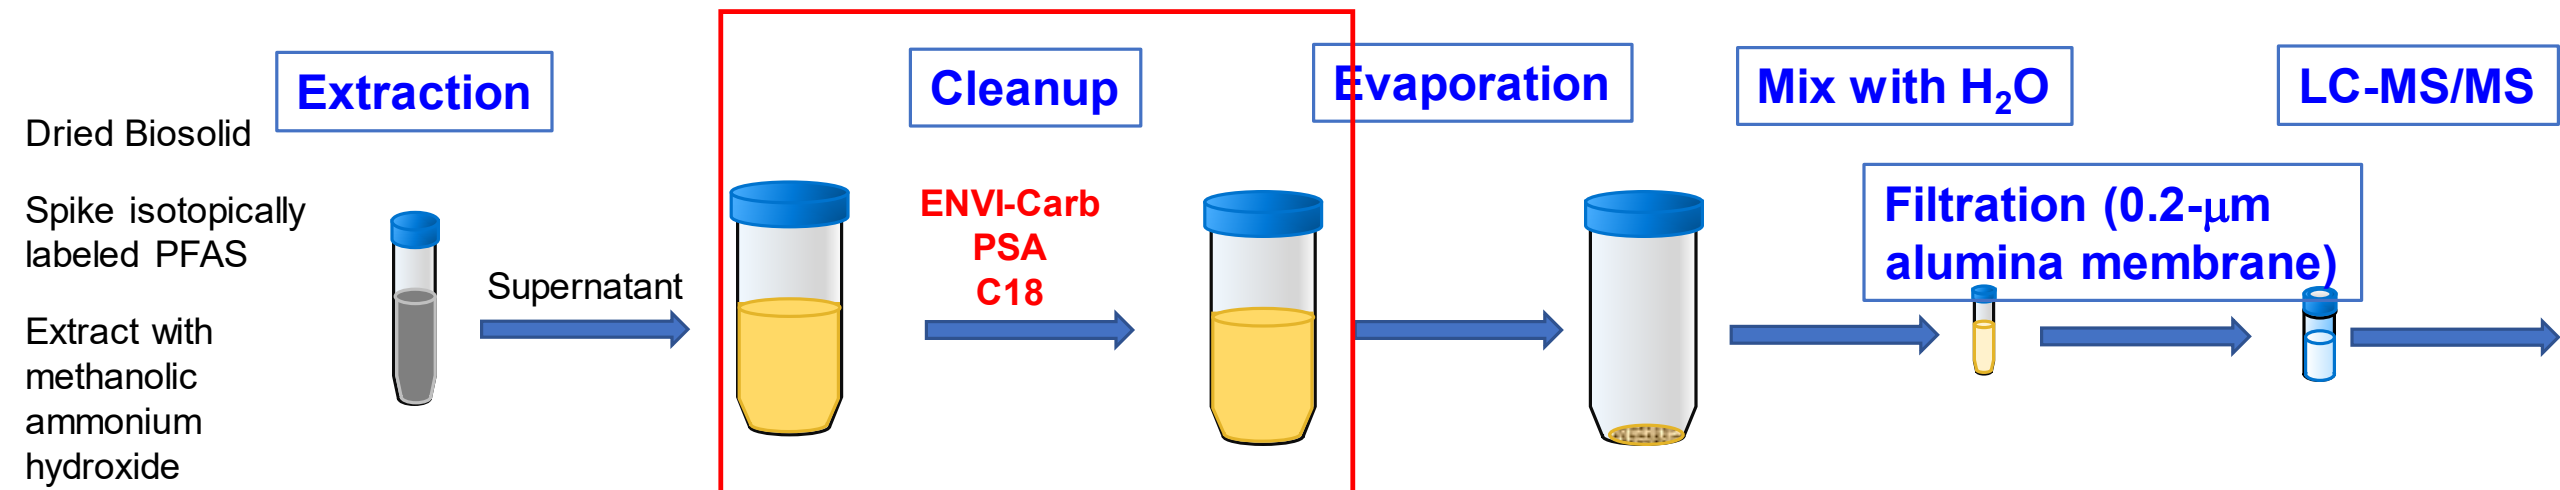 Extraction
Cleanup
Evaporation
Mix with H₂O
LC-MS/MS
Dried Biosolid
Spike isotopically
labeled PFAS
Extract with
methanolic
ammonium
hydroxide
Supernatant
ENVI-Carb
PSA
C18
Filtration (0.2-μm
alumina membrane)